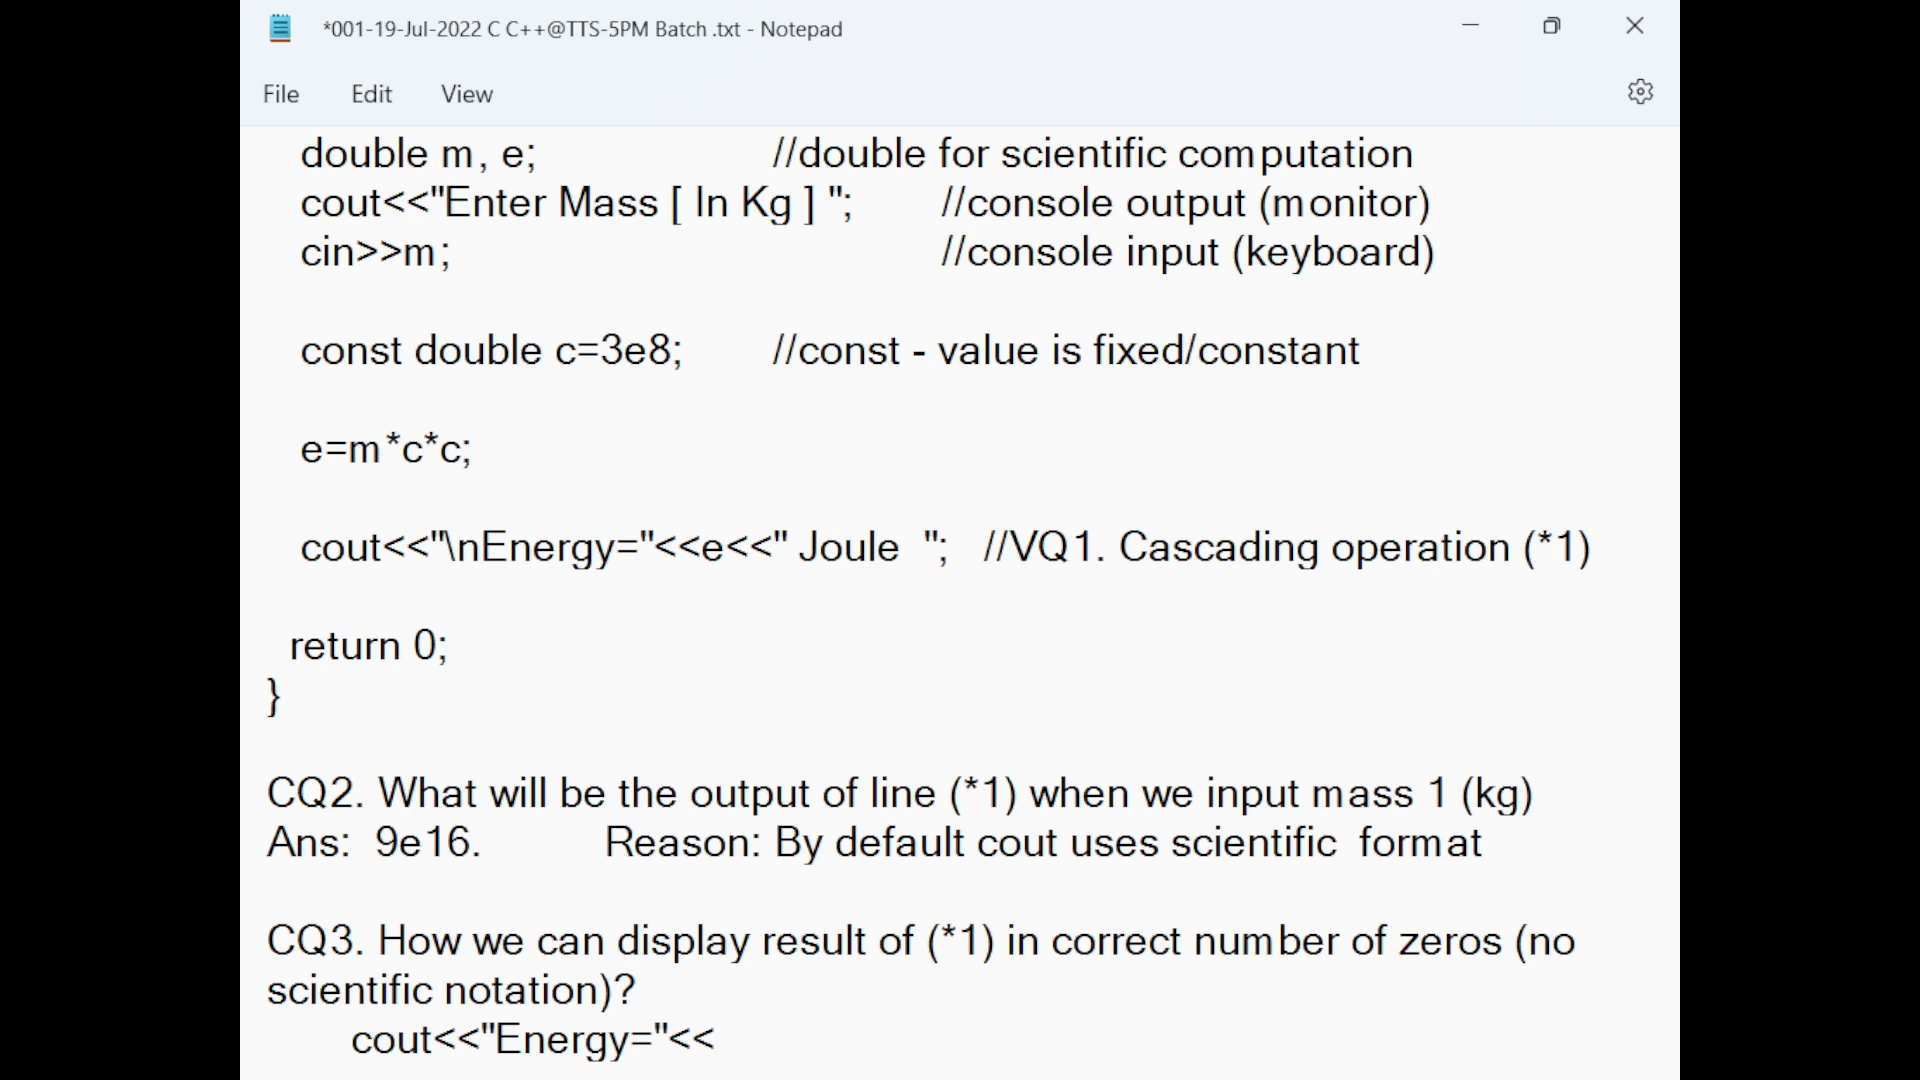 *001-19-Jul-2022 C C++@TTS-5PM Batch .txt - Notepad
File Edit View
double m, e; //double for scientific computation
cout<<"Enter Mass [ In Kg ] "; //console output (monitor)
cin>>m; //console input (keyboard)
const double c=3e8; //const - value is fixed/constant
e=m*c*c;
cout<<"\nEnergy="<<e<<" Joule  "; //VQ1. Cascading operation (*1)
return 0;
}
CQ2. What will be the output of line (*1) when we input mass 1 (kg)
Ans: 9e16. Reason: By default cout uses scientific format
CQ3. How we can display result of (*1) in correct number of zeros (no
scientific notation)?
cout<<"Energy="<<